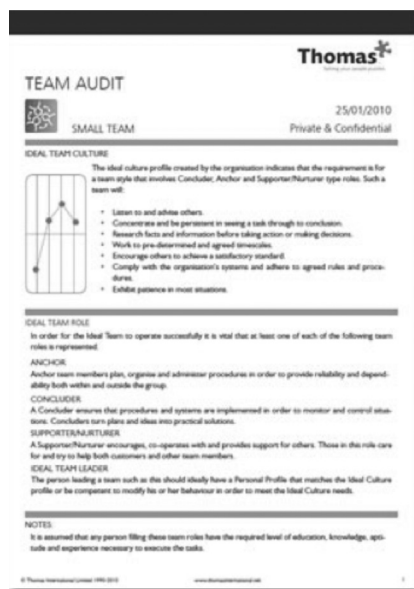 Thomas
TEAM AUDIT
25/01/2010
SMALL TEAM
Private & Confidential
IDEAL TEAM CULTURE
The ideal culture profile created by the organisation indicates that the requirement is for
a team style that involves Concluder, Anchor and Supporter/Nurturer type roles. Such a
team will:
• Listen to and advise others.
• Concentrate and be persistent in seeing a task through to conclusion.
• Research facts and information before taking action or making decisions.
• Work to pre-determined and agreed timescales.
• Encourage others to achieve a satisfactory standard.
• Comply with the organisation's systems and adhere to agreed rules and proce-
dures.
• Exhibit patience in most situations.
IDEAL TEAM ROLE
In order for the Ideal Team to operate successfully it is vital that at least one of each of the following team
roles is represented.
ANCHOR
Anchor team members plan, organise and administer procedures in order to provide reliability and depend-
ability both within and outside the group.
CONCLUDER
A Concluder ensures that procedures and systems are implemented in order to monitor and control situa-
tions. Concluders turn plans and ideas into practical solutions.
SUPPORTER/NURTURER
A Supporter/Nurturer encourages, co-operates with and provides support for others. Those in this role care
for and try to help both customers and other team members.
IDEAL TEAM LEADER
The person leading a team such as this should ideally have a Personal Profile that matches the Ideal Culture
profile or be competent to modify his or her behaviour in order to meet the Ideal Culture needs.
NOTES:
It is assumed that any person filling these team roles have the required level of education, knowledge, apti-
tude and experience necessary to execute the tasks.
© Thomas International Limited 1990-2010
www.thomasinternational.net
1